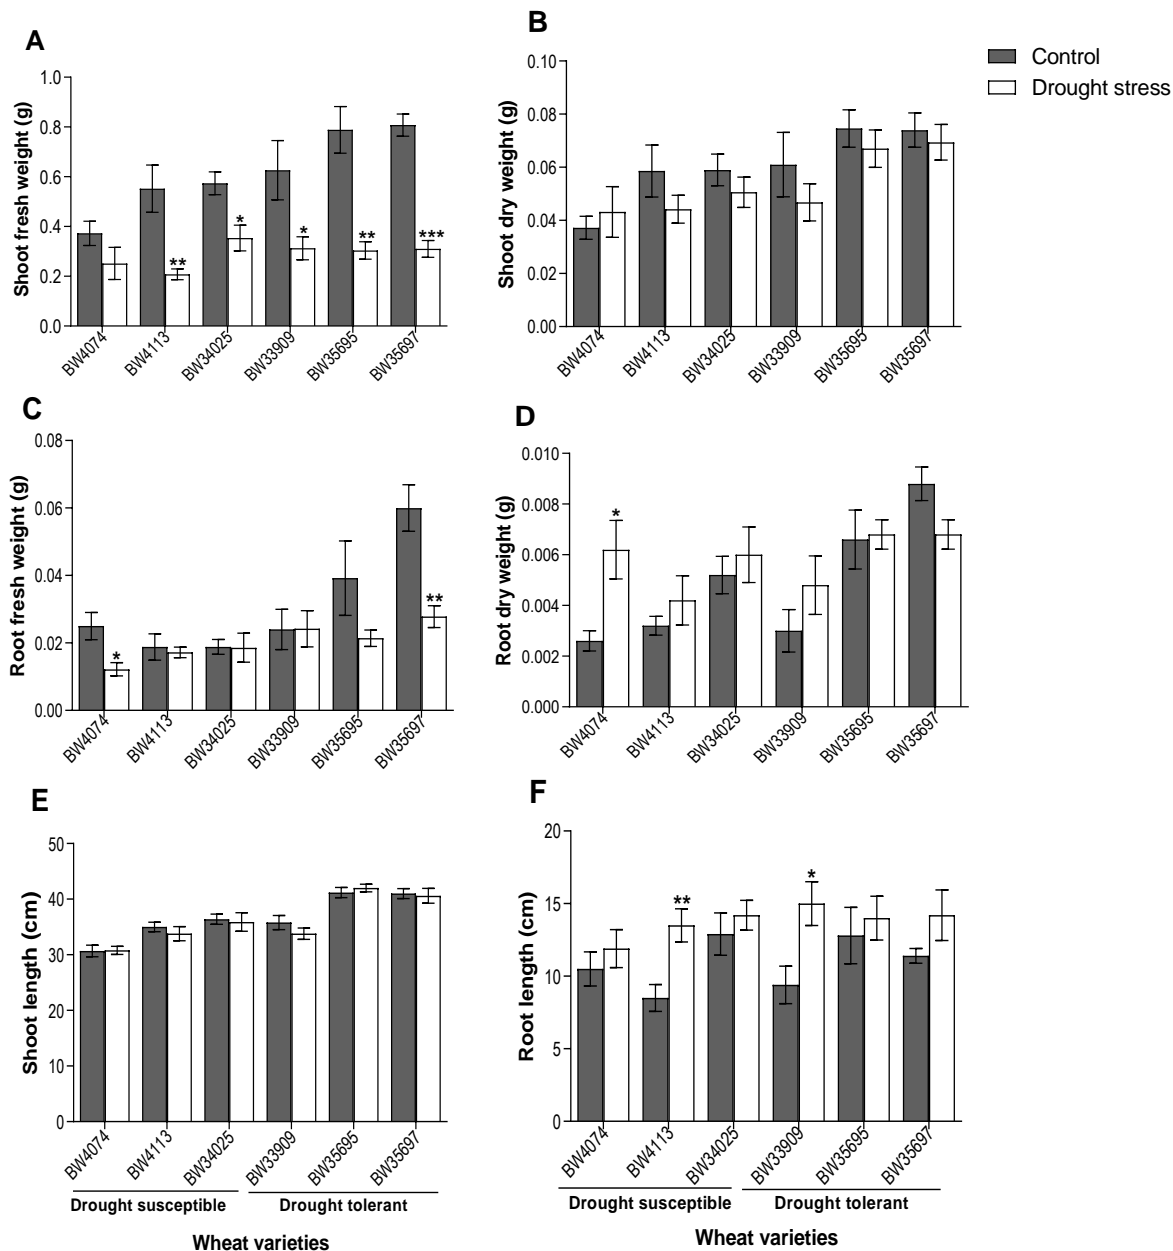 A
Shoot fresh weight (g)
1.0
0.8
0.6
0.4
0.2
0.0
**
*
*
**
***
BW4074
BW4113
BW34025
BW33909
BW35695
BW35697
B
Shoot dry weight (g)
0.10
0.08
0.06
0.04
0.02
0.00
BW4074
BW4113
BW34025
BW33909
BW35695
BW35697
Control
Drought stress
C
Root fresh weight (g)
0.08
0.06
0.04
0.02
0.00
*
**
BW4074
BW4113
BW34025
BW33909
BW35695
BW35697
D
Root dry weight (g)
0.010
0.008
0.006
0.004
0.002
0.000
*
BW4074
BW4113
BW34025
BW33909
BW35695
BW35697
E
Shoot length (cm)
50
40
30
20
10
0
BW4074
BW4113
BW34025
BW33909
BW35695
BW35697
Drought susceptible
Drought tolerant
Wheat varieties
F
Root length (cm)
20
15
10
5
0
**
*
BW4074
BW4113
BW34025
BW33909
BW35695
BW35697
Drought susceptible
Drought tolerant
Wheat varieties